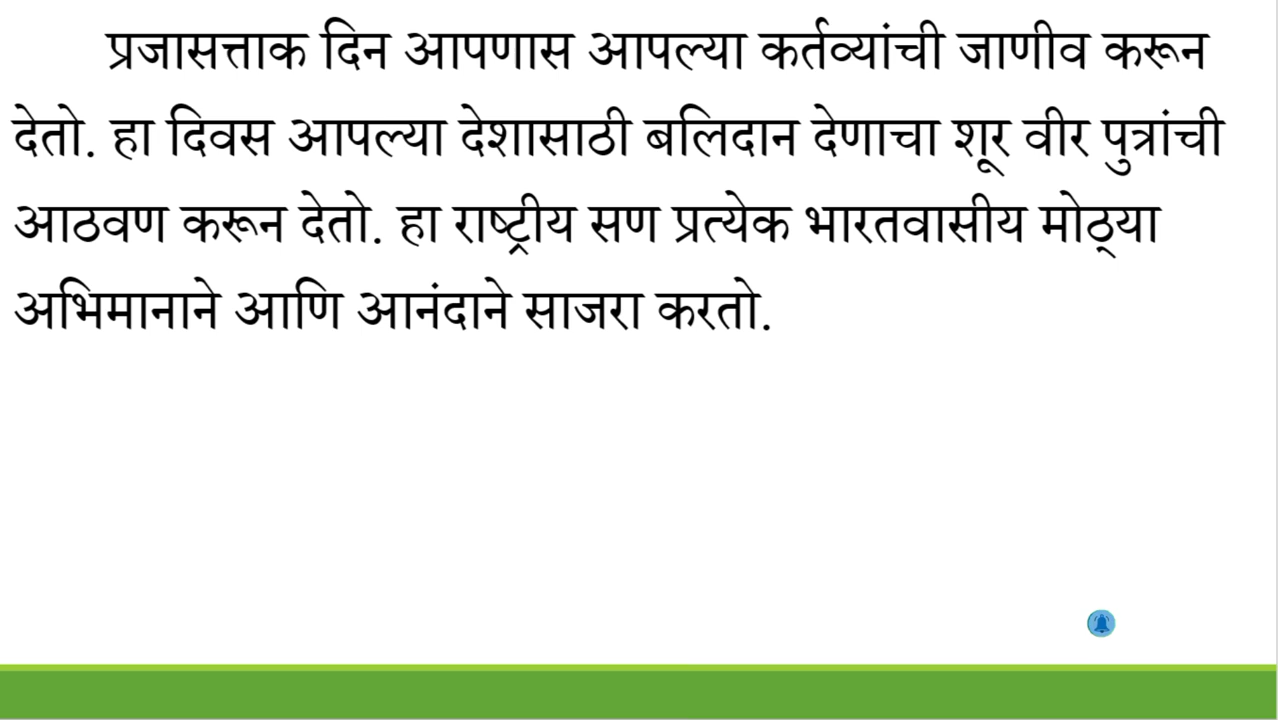 प्रजासत्ताक दिन आपणास आपल्या कर्तव्यांची जाणीव करून
देतो. हा दिवस आपल्या देशासाठी बलिदान देणाचा शूर वीर पुत्रांची
आठवण करून देतो. हा राष्ट्रीय सण प्रत्येक भारतवासीय मोठ्या
अभिमानाने आणि आनंदाने साजरा करतो.